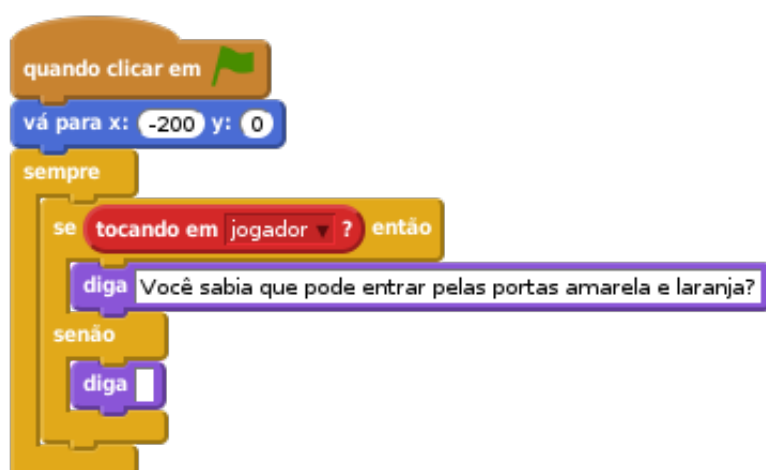 quando clicar em
vá para x: -200 y: 0
sempre
se tocando em jogador ? então
diga Você sabia que pode entrar pelas portas amarela e laranja?
senão
diga